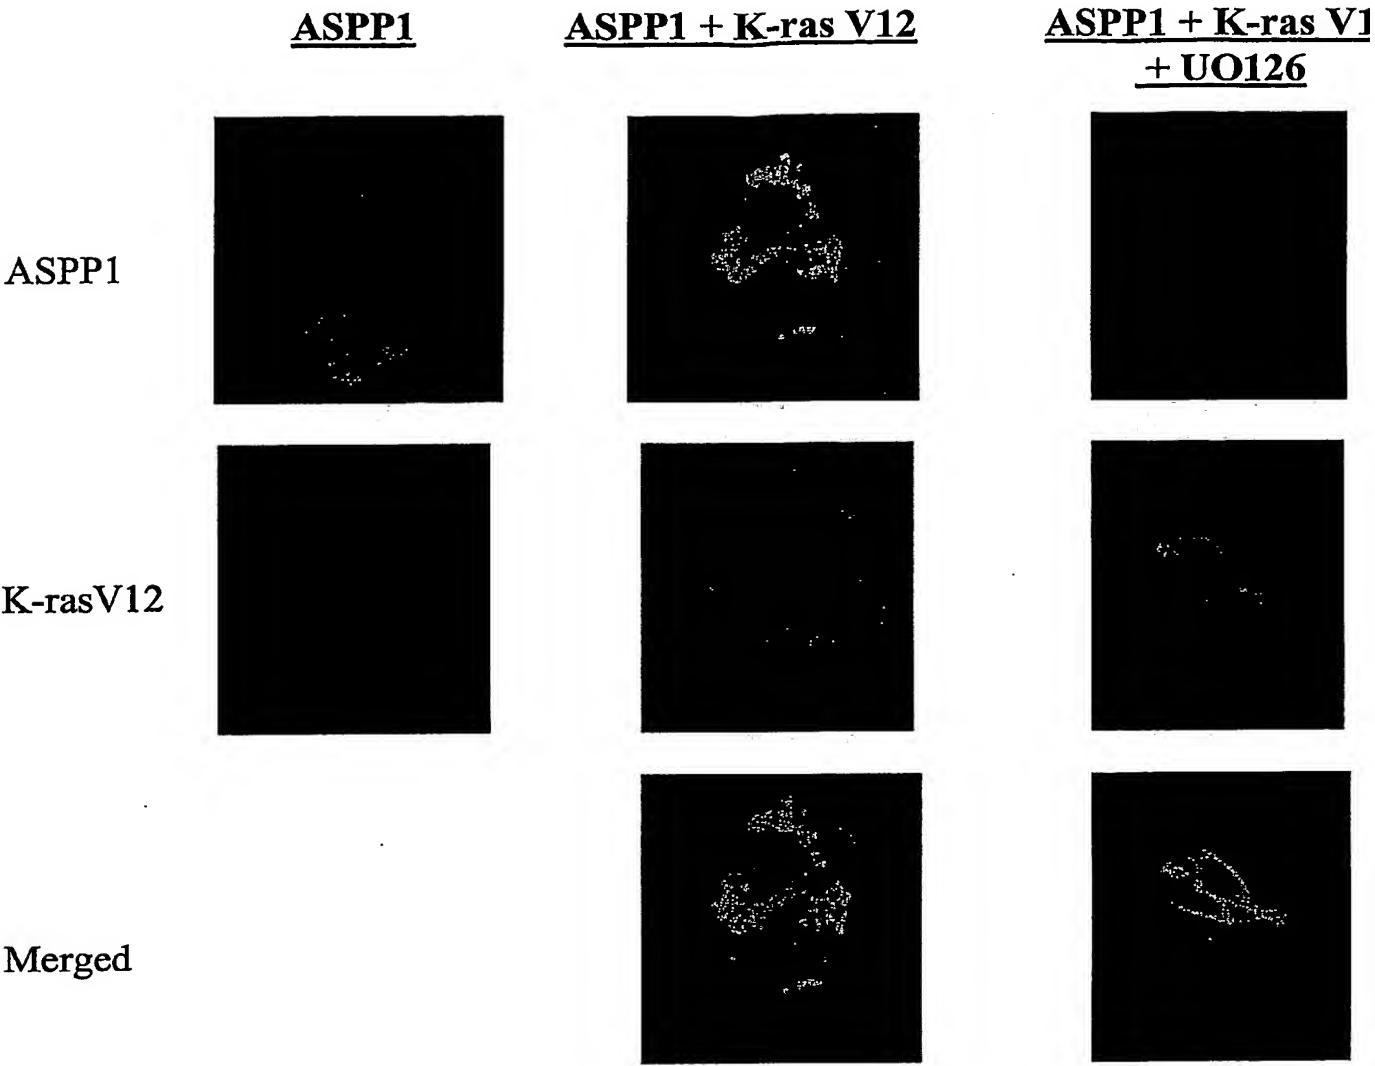 ASPP1
ASPP1 + K-ras V12
ASPP1 + K-ras V1
+ UO126
ASPP1
K-rasV12
Merged